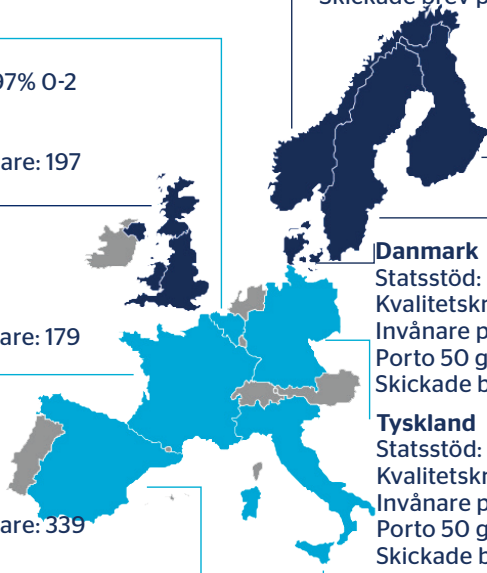 Skickade brev p
97% 0-2
are: 197
are: 179
are: 339
Danmark
Statsstöd:
Kvalitetskr
Invånare p
Porto 50 g
Skickade b
Tyskland
Statsstöd:
Kvalitetskr
Invånare p
Porto 50 g
Skickade b